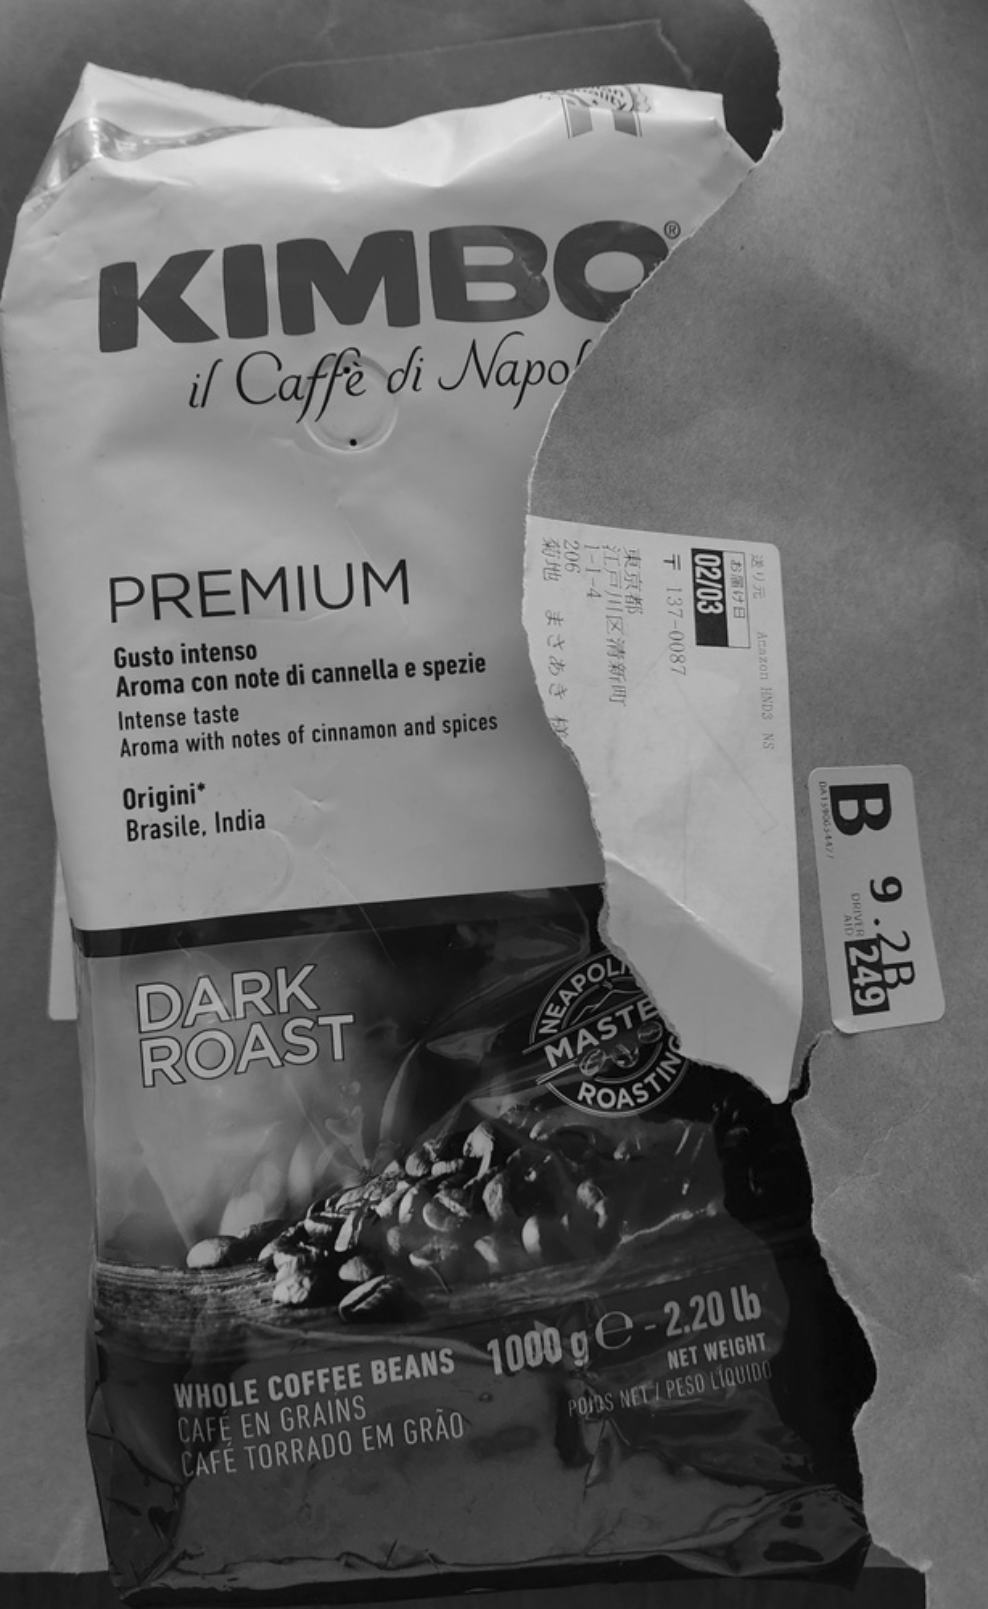 KIMBO®
il Caffè di Napol
PREMIUM
Gusto intenso
Aroma con note di cannella e spezie
Intense taste
Aroma with notes of cinnamon and spices
Origini*
Brasile, India
DARK
ROAST
NEAPOLI
MASTE
ROASTING
1000 g e - 2.20 lb
NET WEIGHT
POIDS NET / PESO LÍQUIDO
WHOLE COFFEE BEANS
CAFÉ EN GRAINS
CAFÉ TORRADO EM GRÃO
送り元 Amazon HND3 NS
お届け日
02/03
〒 137-0087
東京都
江戸川区清新町
1-1-4
206
菊地 まさあき 様
B
9.2B
DRIVER
AID
249